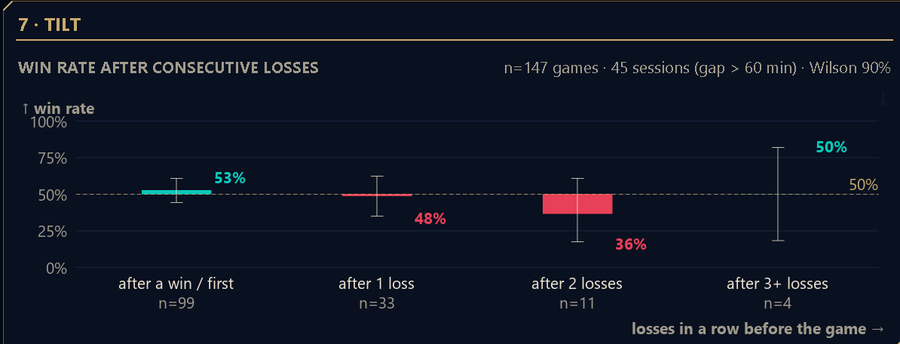 7 · TILT
WIN RATE AFTER CONSECUTIVE LOSSES
n=147 games · 45 sessions (gap > 60 min) · Wilson 90%
↑ win rate
100%
75%
50%
25%
0%
53%
48%
36%
50%
50%
after a win / first
n=99
after 1 loss
n=33
after 2 losses
n=11
after 3+ losses
n=4
losses in a row before the game →